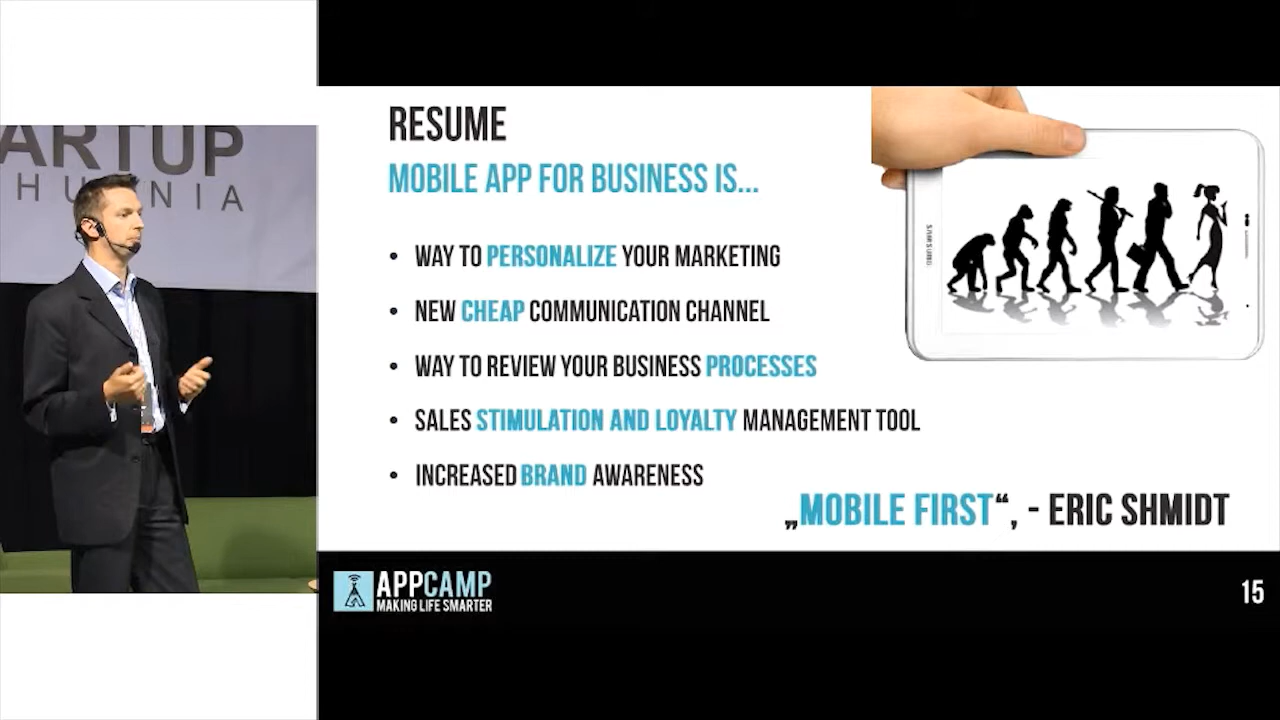 ARTUP
HU NIA
RESUME
MOBILE APP FOR BUSINESS IS...
• WAY TO PERSONALIZE YOUR MARKETING
• NEW CHEAP COMMUNICATION CHANNEL
• WAY TO REVIEW YOUR BUSINESS PROCESSES
• SALES STIMULATION AND LOYALTY MANAGEMENT TOOL
• INCREASED BRAND AWARENESS
„MOBILE FIRST“, - ERIC SHMIDT
APPCAMP
MAKING LIFE SMARTER
15